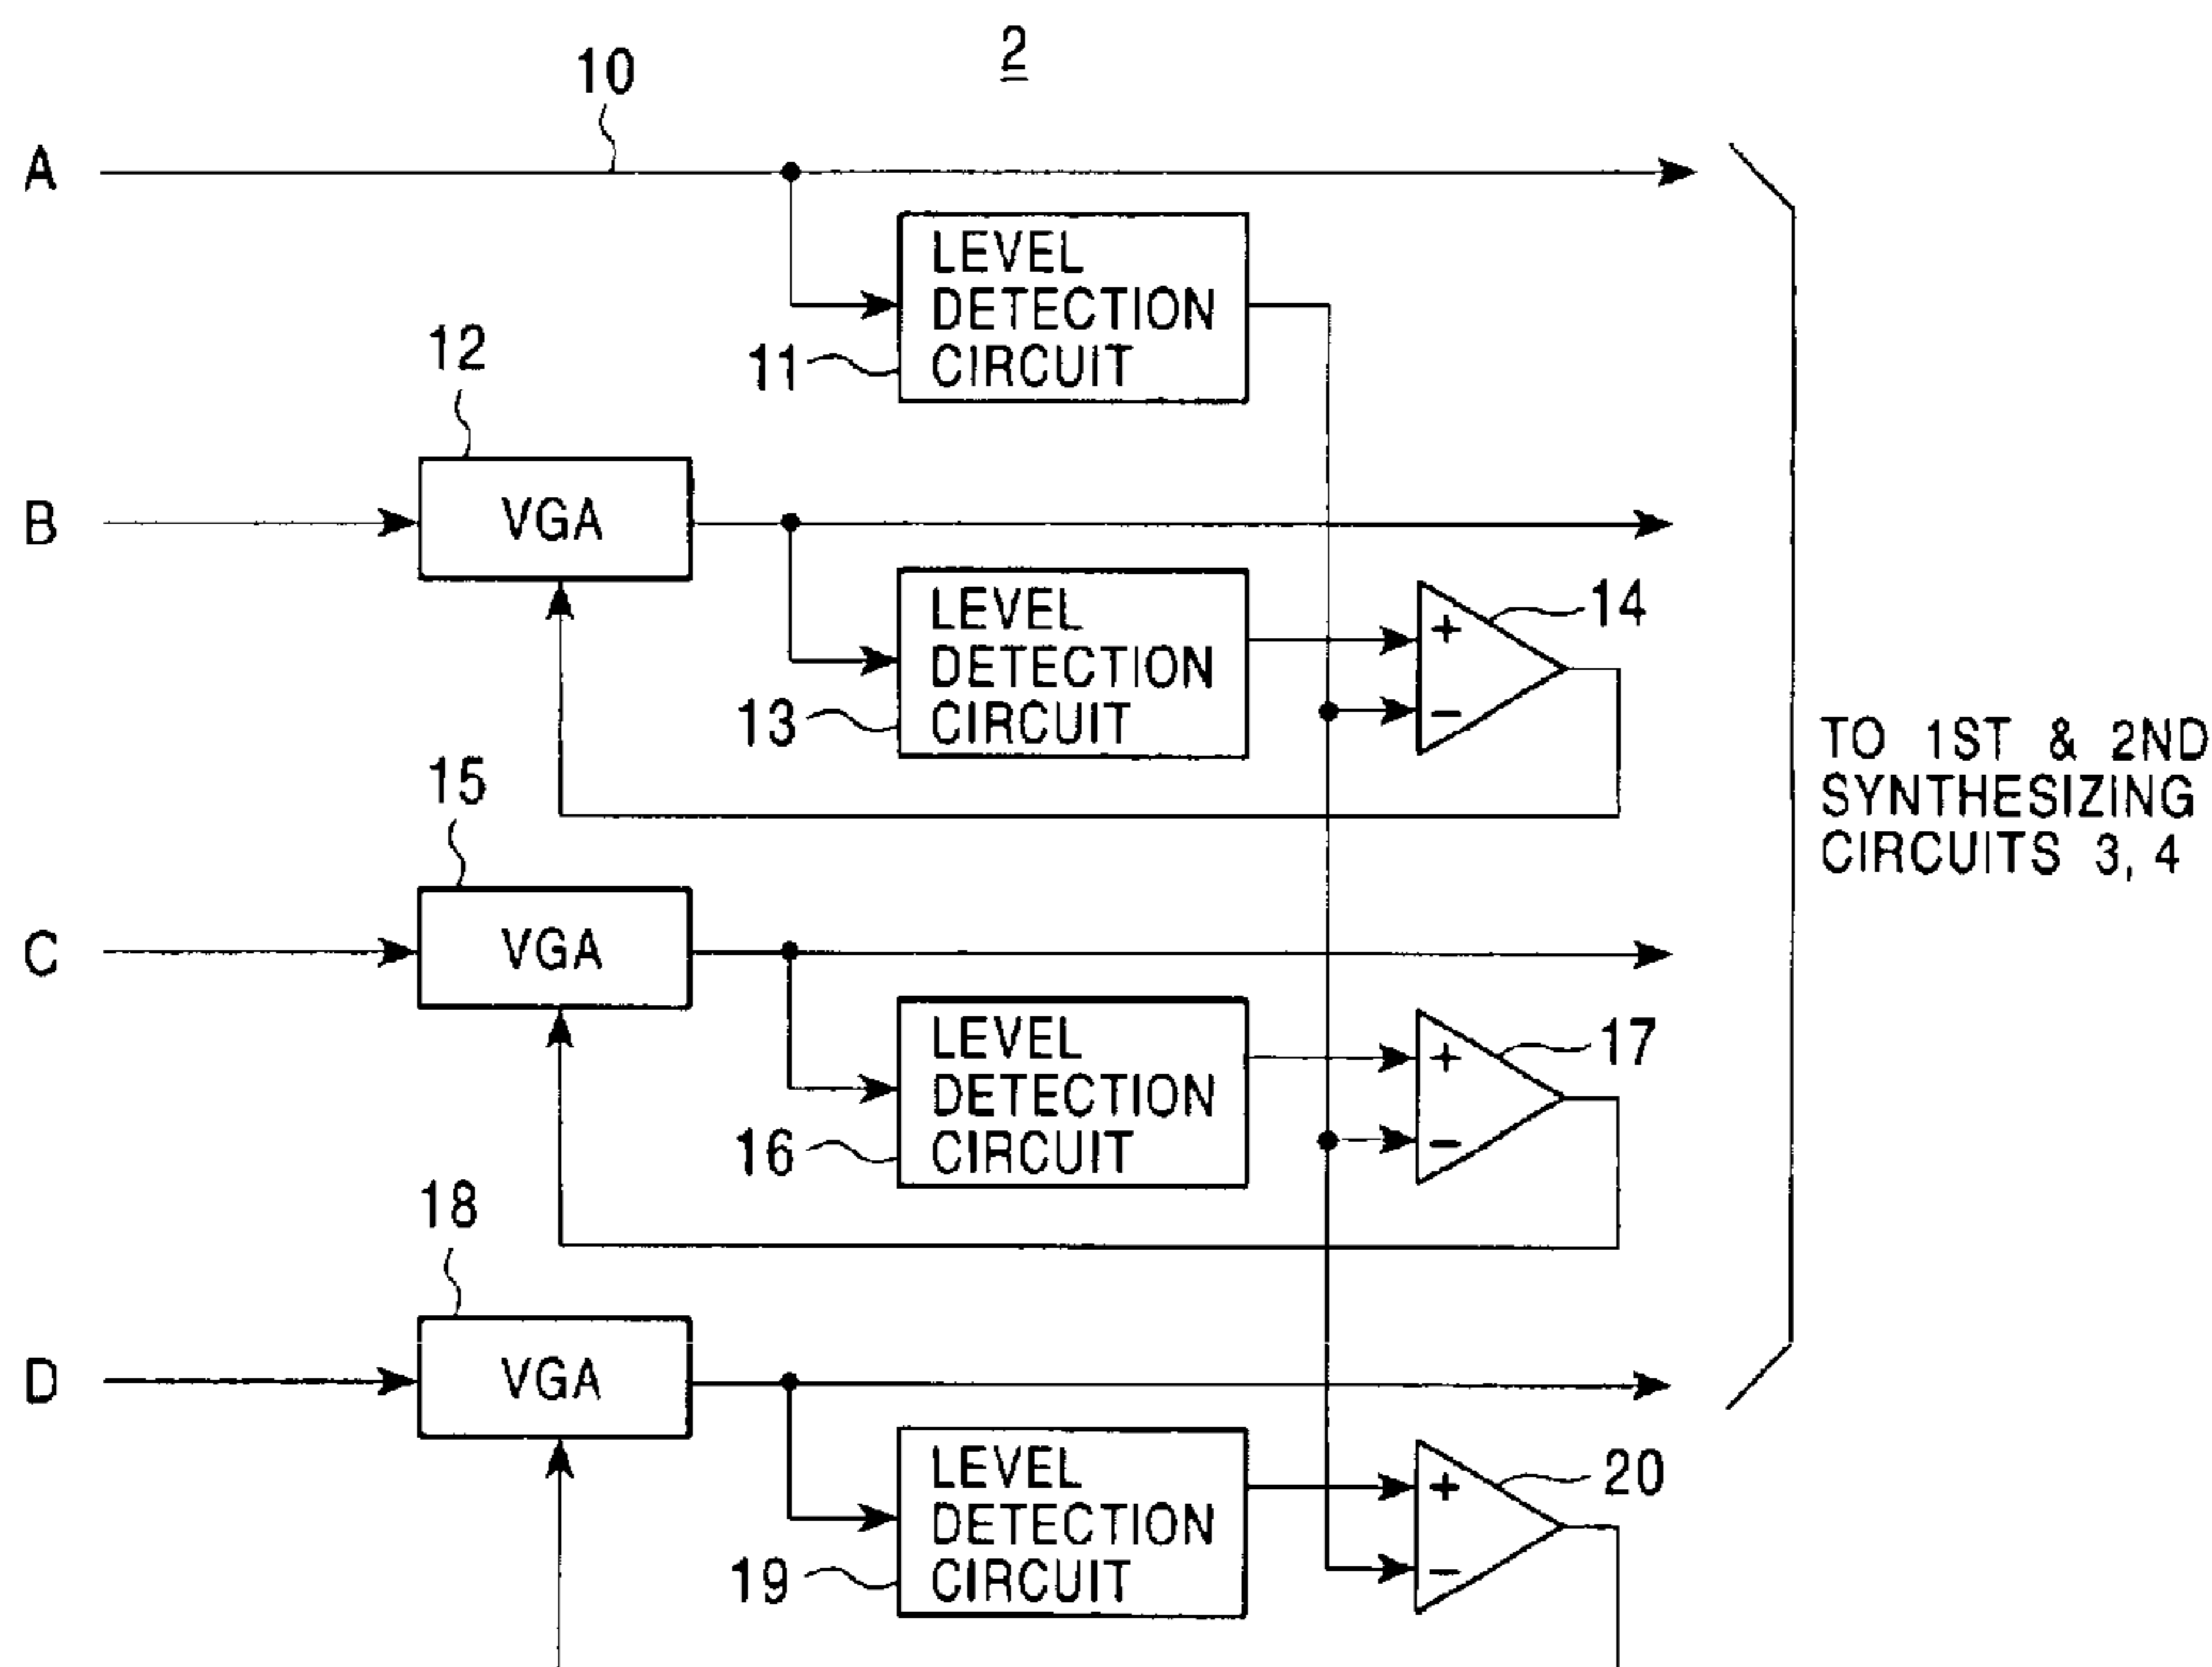 2
10
A
LEVEL
DETECTION
CIRCUIT
11
12
B
VGA
LEVEL
DETECTION
CIRCUIT
13
+
−
14
TO 1ST & 2ND
SYNTHESIZING
CIRCUITS 3, 4
15
C
VGA
LEVEL
DETECTION
CIRCUIT
16
+
−
17
18
D
VGA
LEVEL
DETECTION
CIRCUIT
19
+
−
20